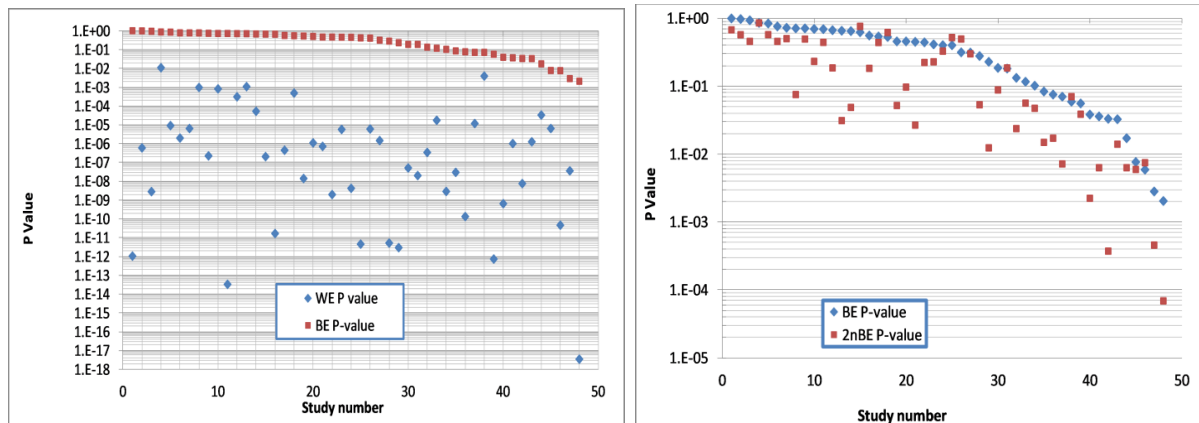 1.E+00
1.E-01
1.E-02
1.E-03
1.E-04
1.E-05
1.E-06
1.E-07
1.E-08
1.E-09
1.E-10
1.E-11
1.E-12
1.E-13
1.E-14
1.E-15
1.E-16
1.E-17
1.E-18
P Value
WE P value
BE P-value
0 10 20 30 40 50
Study number
1.E+00
1.E-01
1.E-02
1.E-03
1.E-04
1.E-05
P Value
BE P-value
2nBE P-value
0 10 20 30 40 50
Study number